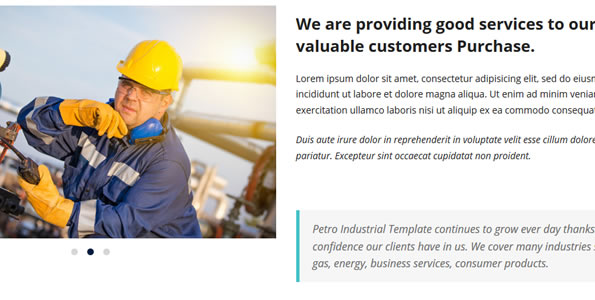 We are providing good services to our
valuable customers Purchase.
Lorem ipsum dolor sit amet, consectetur adipisicing elit, sed do eiusm
incididunt ut labore et dolore magna aliqua. Ut enim ad minim veniam
exercitation ullamco laboris nisi ut aliquip ex ea commodo consequat
Duis aute irure dolor in reprehenderit in voluptate velit esse cillum dolore
pariatur. Excepteur sint occaecat cupidatat non proident.
Petro Industrial Template continues to grow ever day thanks
confidence our clients have in us. We cover many industries
gas, energy, business services, consumer products.